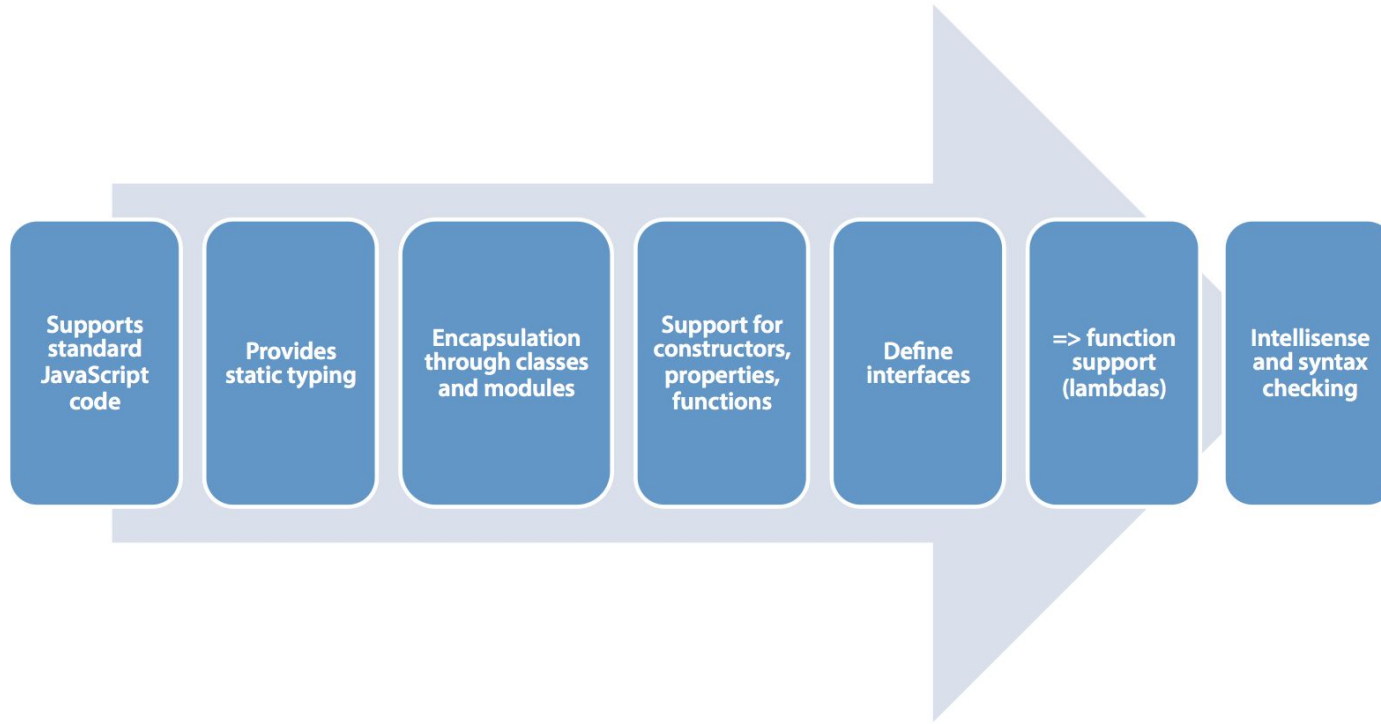 Supports
standard
JavaScript
code
Provides
static typing
Encapsulation
through classes
and modules
Support for
constructors,
properties,
functions
Define
interfaces
=> function
support
(lambdas)
Intellisense
and syntax
checking